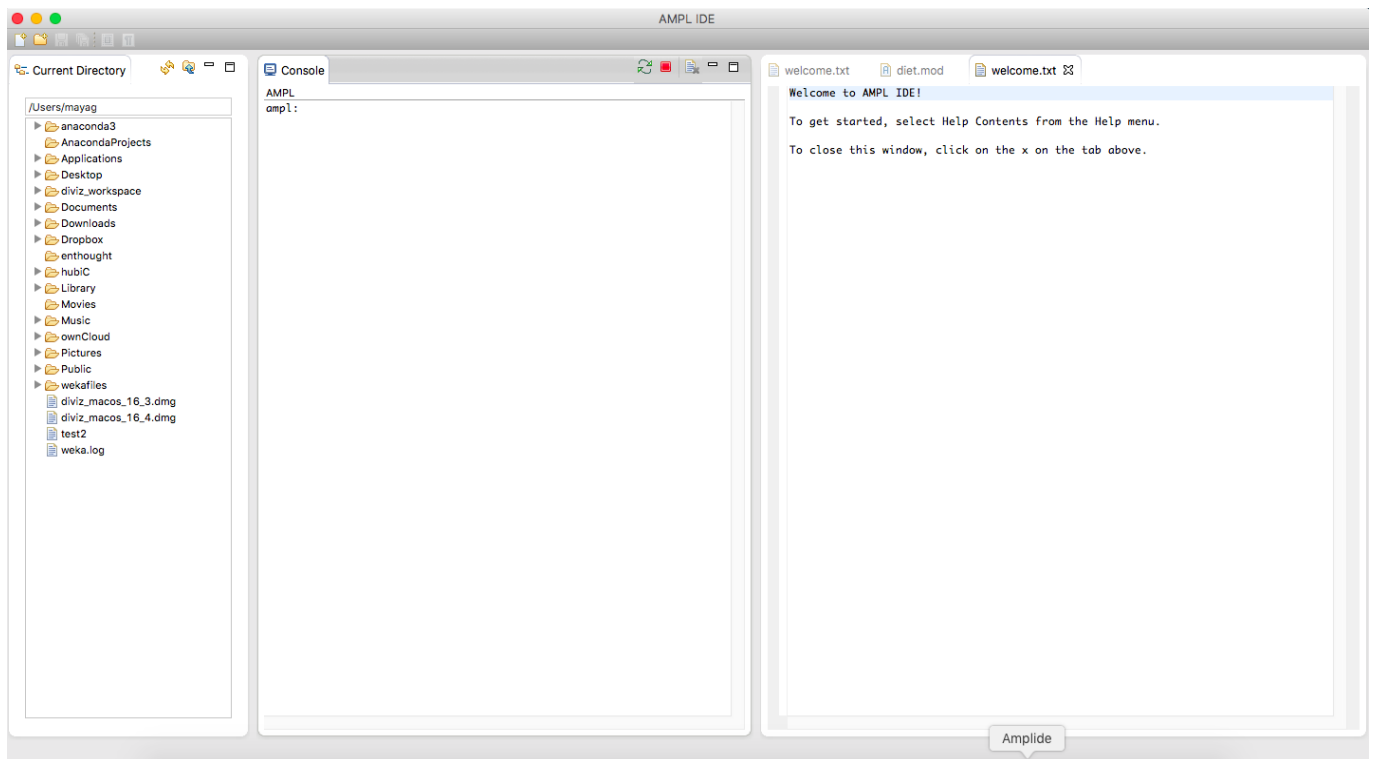 AMPL IDE
Current Directory
/Users/mayag
anaconda3
AnacondaProjects
Applications
Desktop
diviz_workspace
Documents
Downloads
Dropbox
enthought
hubiC
Library
Movies
Music
ownCloud
Pictures
Public
wekafiles
diviz_macos_16_3.dmg
diviz_macos_16_4.dmg
test2
weka.log
Console
AMPL
ampl:
welcome.txt diet.mod welcome.txt
Welcome to AMPL IDE!
To get started, select Help Contents from the Help menu.
To close this window, click on the x on the tab above.
Amplide